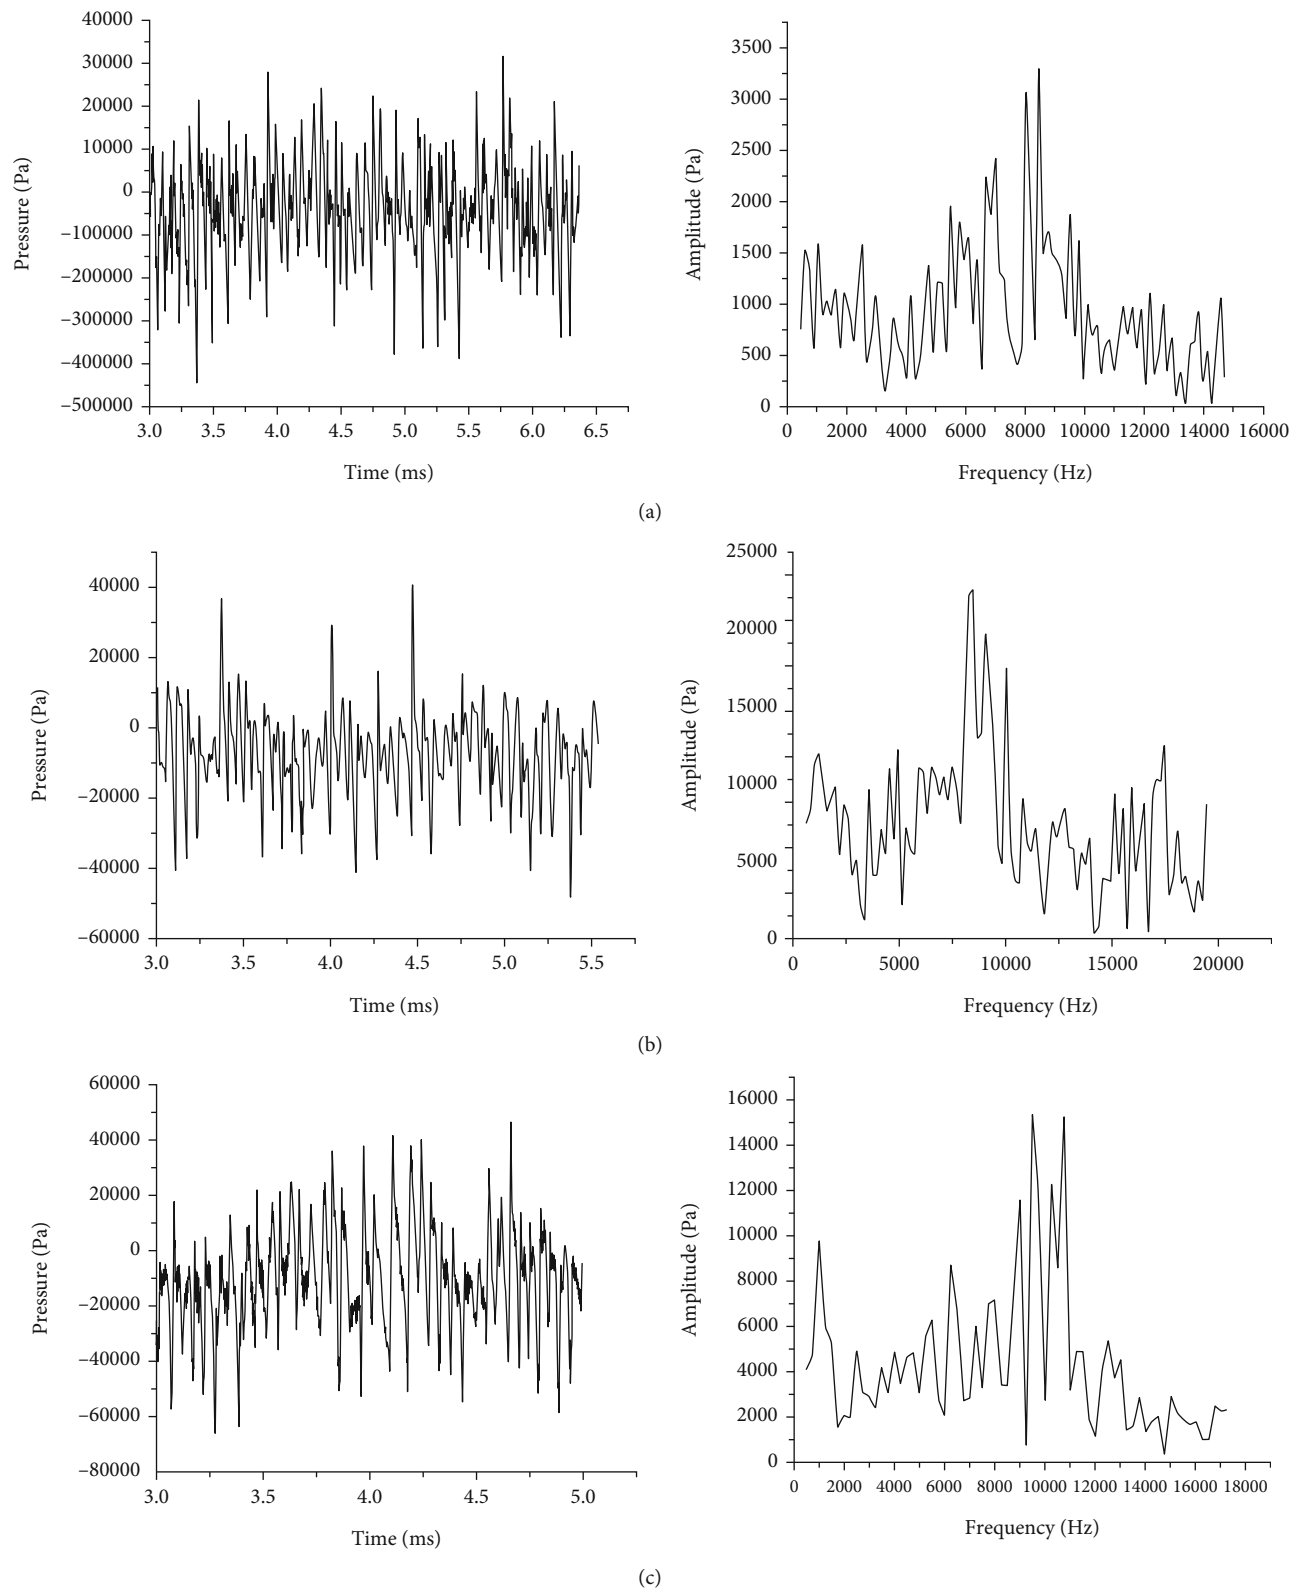 40000
30000
20000
10000
0
–100000
–200000
–300000
–400000
–500000
3.0 3.5 4.0 4.5 5.0 5.5 6.0 6.5
Time (ms)
Pressure (Pa)
3500
3000
2500
2000
1500
1000
500
0
0 2000 4000 6000 8000 10000 12000 14000 16000
Frequency (Hz)
Amplitude (Pa)
(a)
40000
20000
0
–20000
–40000
–60000
3.0 3.5 4.0 4.5 5.0 5.5
Time (ms)
Pressure (Pa)
25000
20000
15000
10000
5000
0
0 5000 10000 15000 20000
Frequency (Hz)
Amplitude (Pa)
(b)
60000
40000
20000
0
–20000
–40000
–60000
–80000
3.0 3.5 4.0 4.5 5.0
Time (ms)
Pressure (Pa)
16000
14000
12000
10000
8000
6000
4000
2000
0
0 2000 4000 6000 8000 10000 12000 14000 16000 18000
Frequency (Hz)
Amplitude (Pa)
(c)